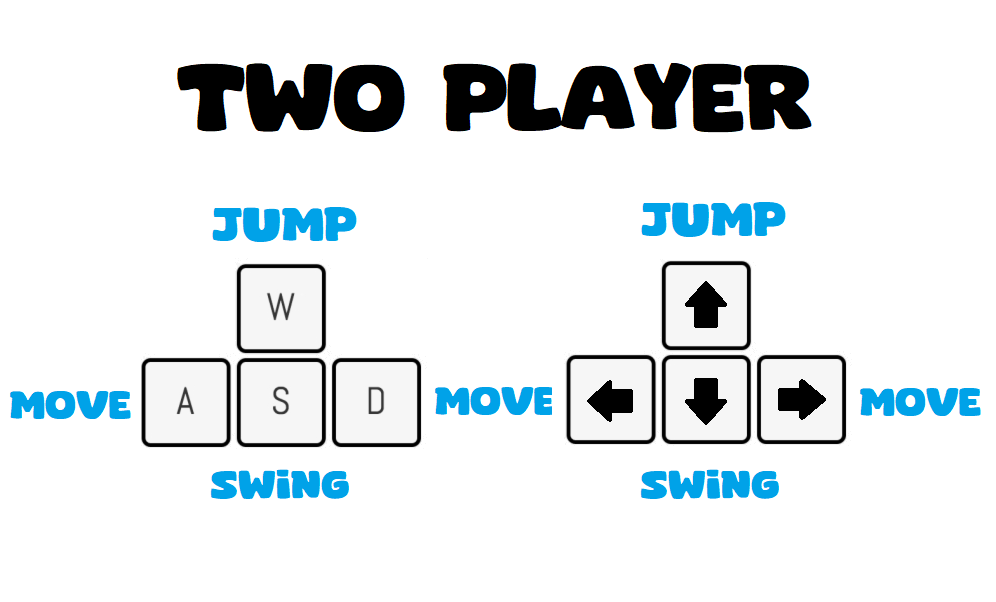 TWO PLAYER
JUMP
JUMP
W
MOVE
A
S
D
MOVE
MOVE
SWiNG
SWiNG